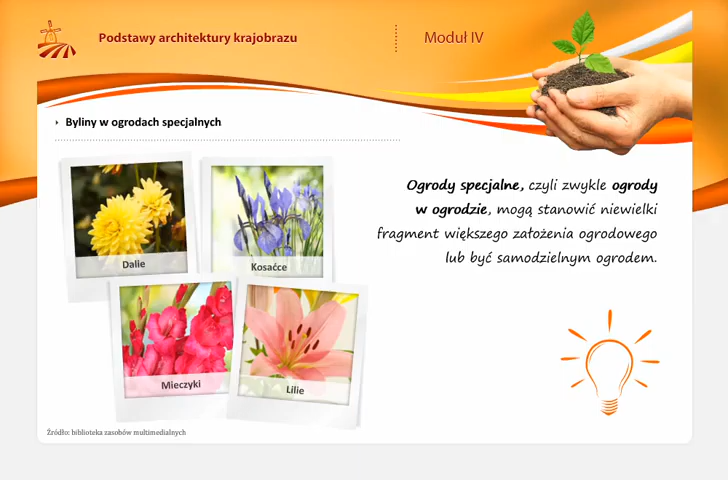 Podstawy architektury krajobrazu
Moduł IV
Byliny w ogrodach specjalnych
Dalie
Kosaćce
Mieczyki
Lilie
Ogrody specjalne, czyli zwykle ogrody
w ogrodzie, mogą stanowić niewielki
fragment większego założenia ogrodowego
lub być samodzielnym ogrodem.
Źródło: biblioteka zasobów multimedialnych